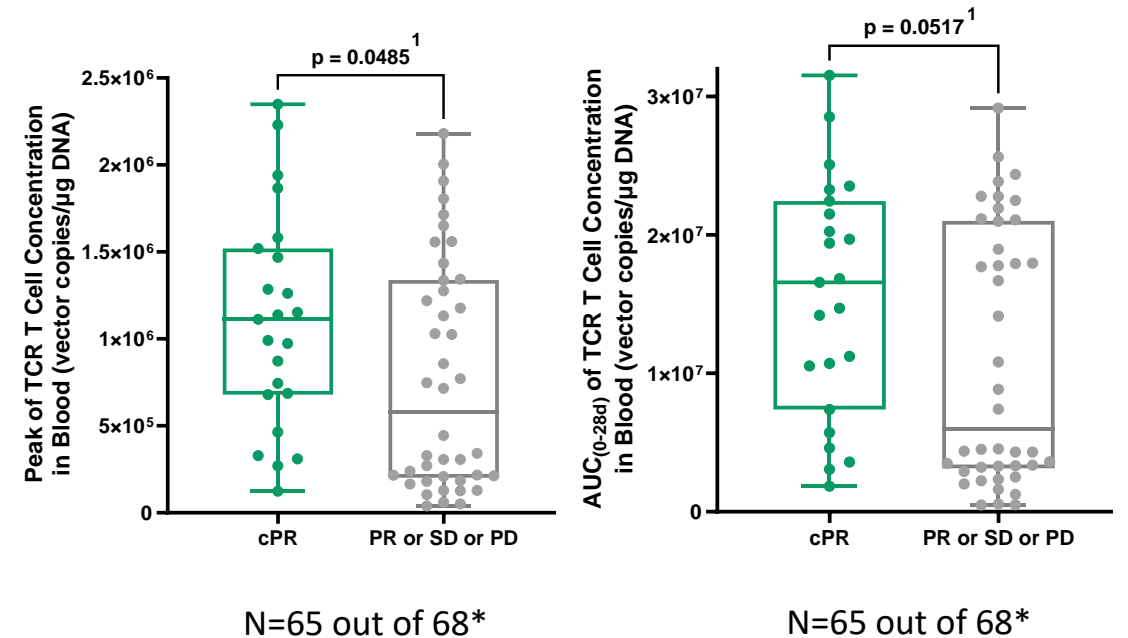 Peak of TCR T Cell Concentration
in Blood (vector copies/µg DNA)
p = 0.0485¹
2.5×10⁶
2×10⁶
1.5×10⁶
1×10⁶
5×10⁵
0
cPR
PR or SD or PD
N=65 out of 68*
AUC(0-28d) of TCR T Cell Concentration
in Blood (vector copies/µg DNA)
p = 0.0517¹
3×10⁷
2×10⁷
1×10⁷
0
cPR
PR or SD or PD
N=65 out of 68*